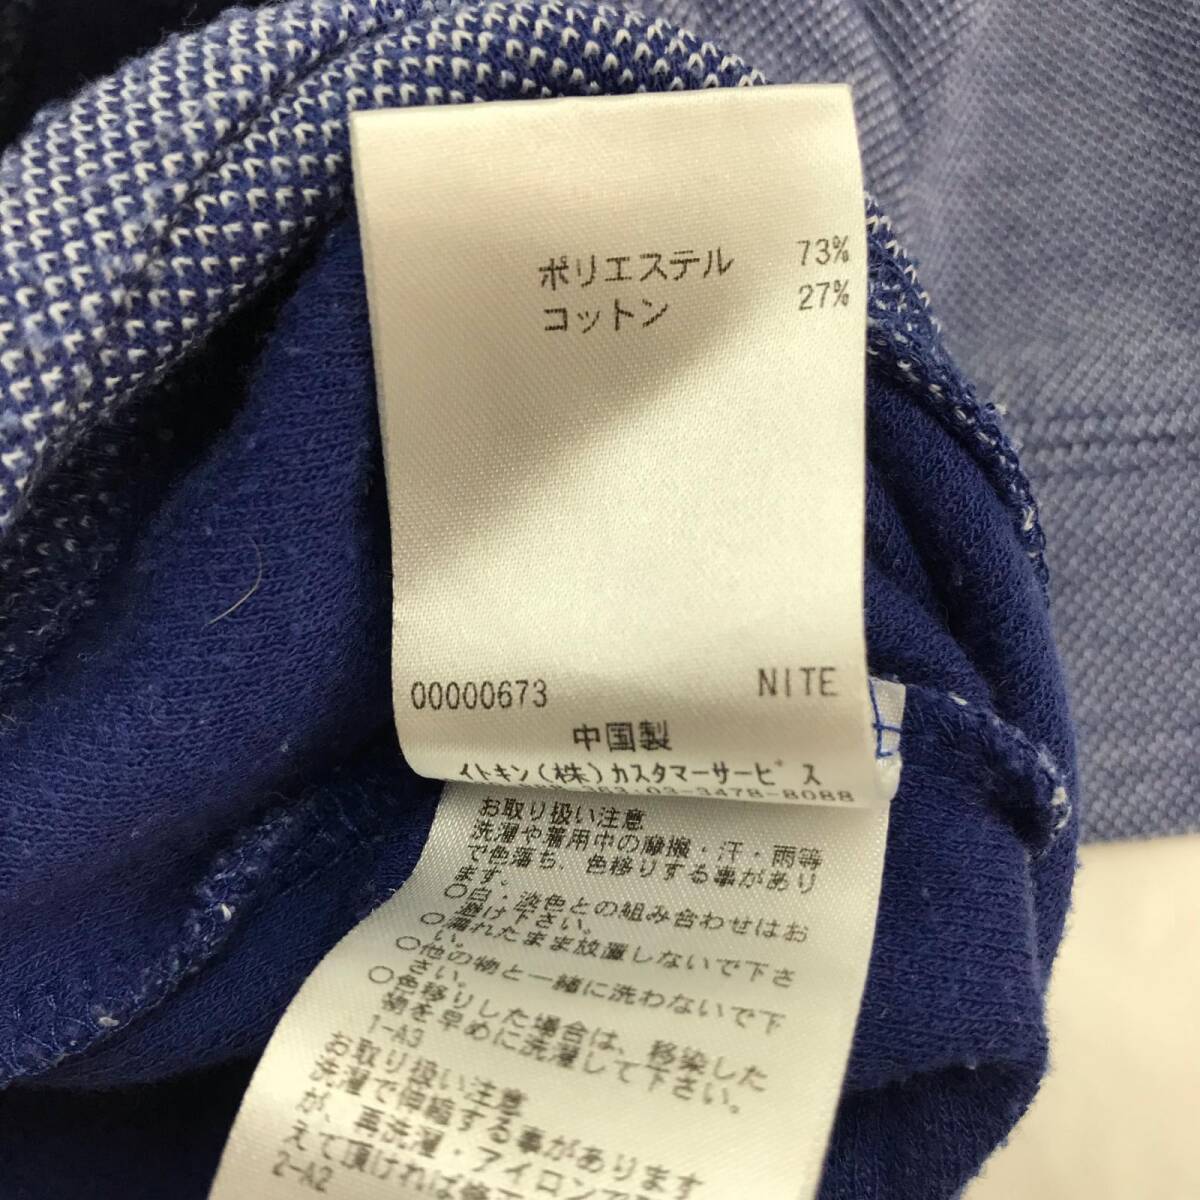 ポリエステル 73%
コットン 27%
00000673 NITE
中国製
イトキン(株)カスタマーサービス
03-3478-8088
お取り扱い注意
洗濯や着用中の摩擦・汗・雨等
で色落ち、色移りする事があり
ます。
○白・淡色との組み合わせはお
避け下さい。
○濡れたまま放置しないで下さ
い。
○他の物と一緒に洗わないで下
さい。
○色移りした場合は、移染した
物を早めに洗濯して下さい。
1-A3
お取り扱い注意
洗濯で伸縮する事があります
が、再洗濯・アイロンで
えて頂ければ
2-A2